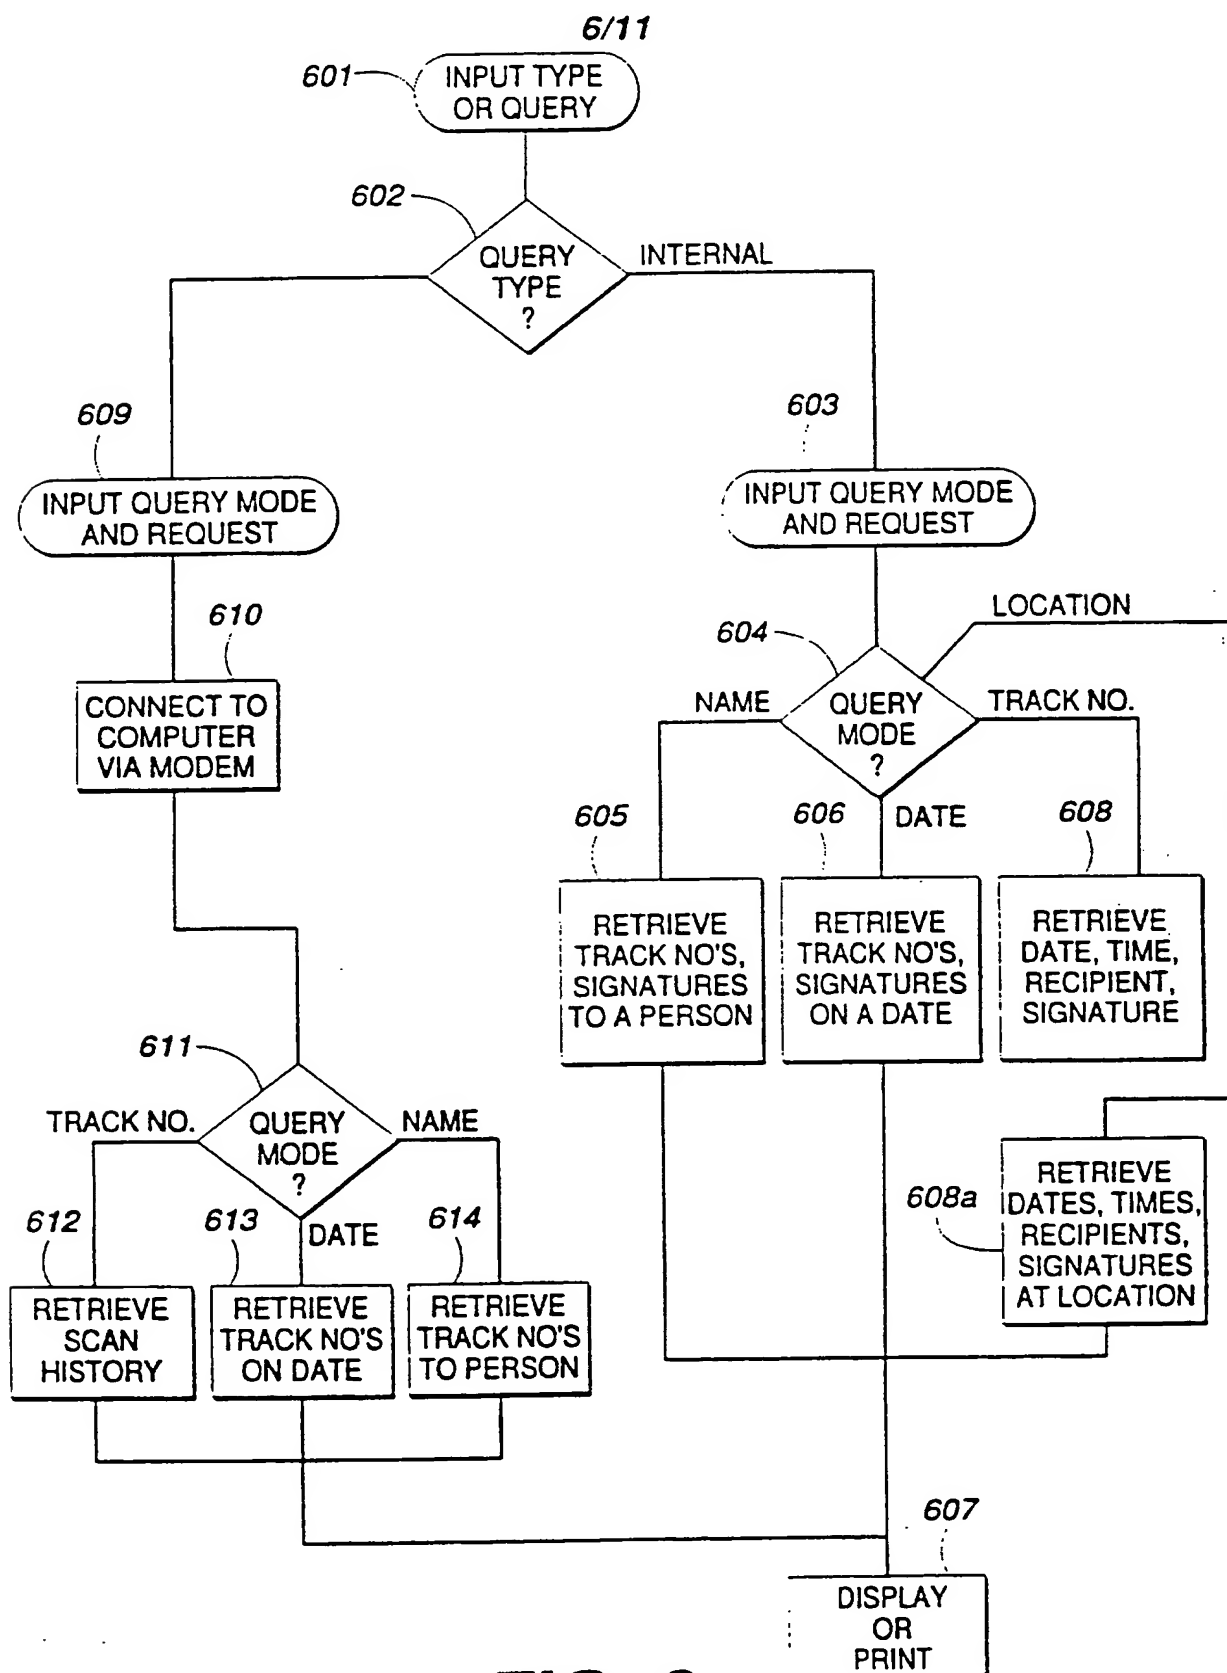 6/11
601
INPUT TYPE
OR QUERY
602
QUERY
TYPE
?
INTERNAL
609
603
INPUT QUERY MODE
AND REQUEST
INPUT QUERY MODE
AND REQUEST
610
LOCATION
604
CONNECT TO
COMPUTER
VIA MODEM
NAME
QUERY
MODE
?
TRACK NO.
605
606
DATE
608
RETRIEVE
TRACK NO'S,
SIGNATURES
TO A PERSON
RETRIEVE
TRACK NO'S,
SIGNATURES
ON A DATE
RETRIEVE
DATE, TIME,
RECIPIENT,
SIGNATURE
611
TRACK NO.
QUERY
MODE
?
NAME
608a
RETRIEVE
DATES, TIMES,
RECIPIENTS,
SIGNATURES
AT LOCATION
612
613
DATE
614
RETRIEVE
SCAN
HISTORY
RETRIEVE
TRACK NO'S
ON DATE
RETRIEVE
TRACK NO'S
TO PERSON
607
DISPLAY
OR
PRINT